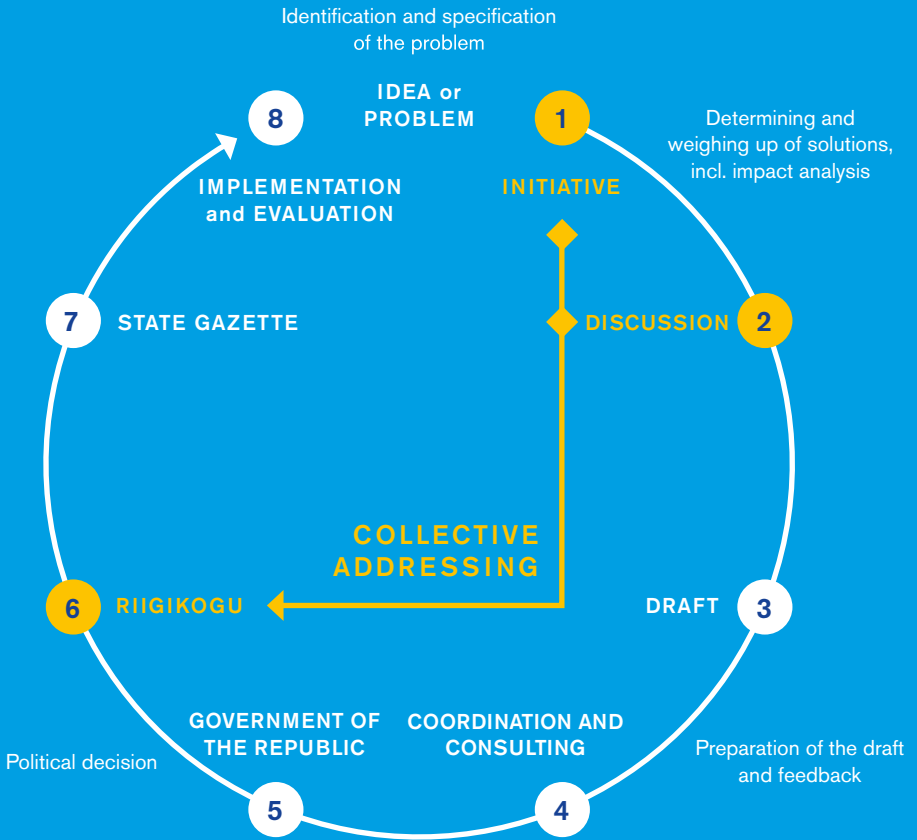 Identification and specification
of the problem
IDEA or
PROBLEM
8
1
Determining and
weighing up of solutions,
incl. impact analysis
IMPLEMENTATION
and EVALUATION
INITIATIVE
7
STATE GAZETTE
DISCUSSION
2
COLLECTIVE
ADDRESSING
6
RIIGIKOGU
DRAFT
3
GOVERNMENT OF
THE REPUBLIC
COORDINATION AND
CONSULTING
Political decision
Preparation of the draft
and feedback
5
4